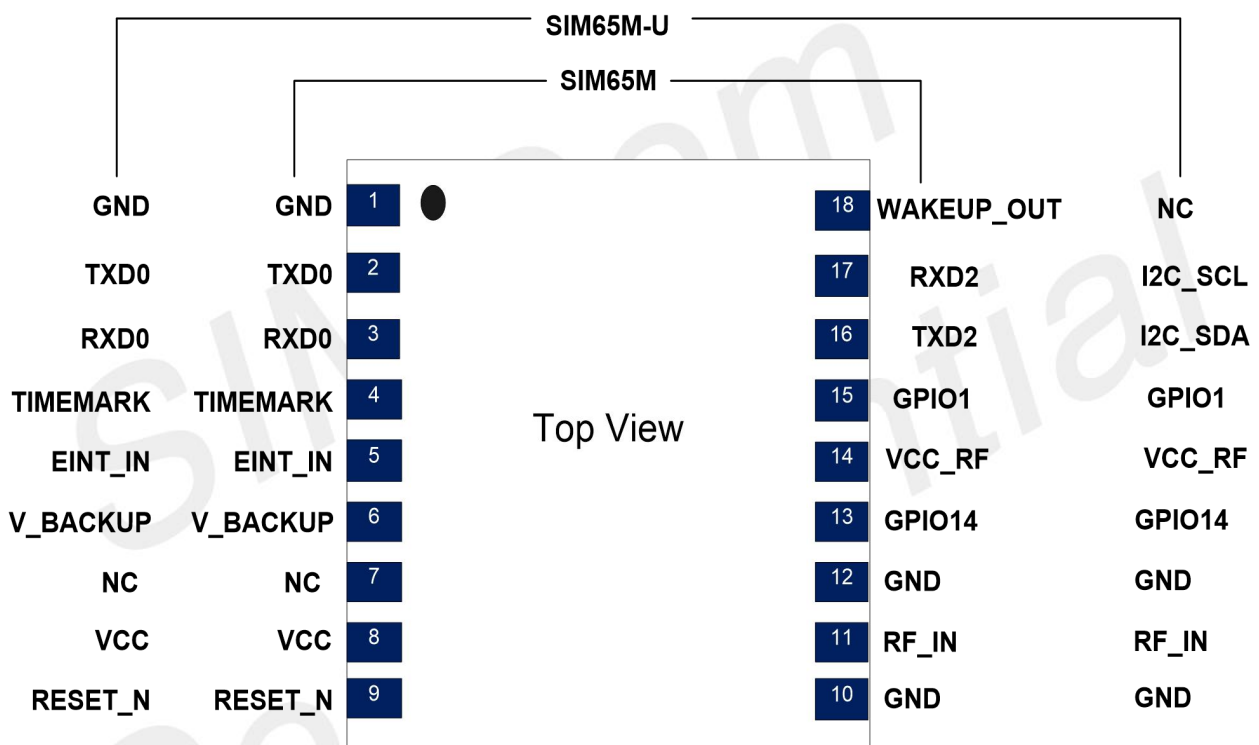 SIM65M-U
SIM65M
GND GND 1 18 WAKEUP_OUT NC
TXD0 TXD0 2 17 RXD2 I2C_SCL
RXD0 RXD0 3 16 TXD2 I2C_SDA
TIMEMARK TIMEMARK 4 15 GPIO1 GPIO1
Top View
EINT_IN EINT_IN 5 14 VCC_RF VCC_RF
V_BACKUP V_BACKUP 6 13 GPIO14 GPIO14
NC NC 7 12 GND GND
VCC VCC 8 11 RF_IN RF_IN
RESET_N RESET_N 9 10 GND GND